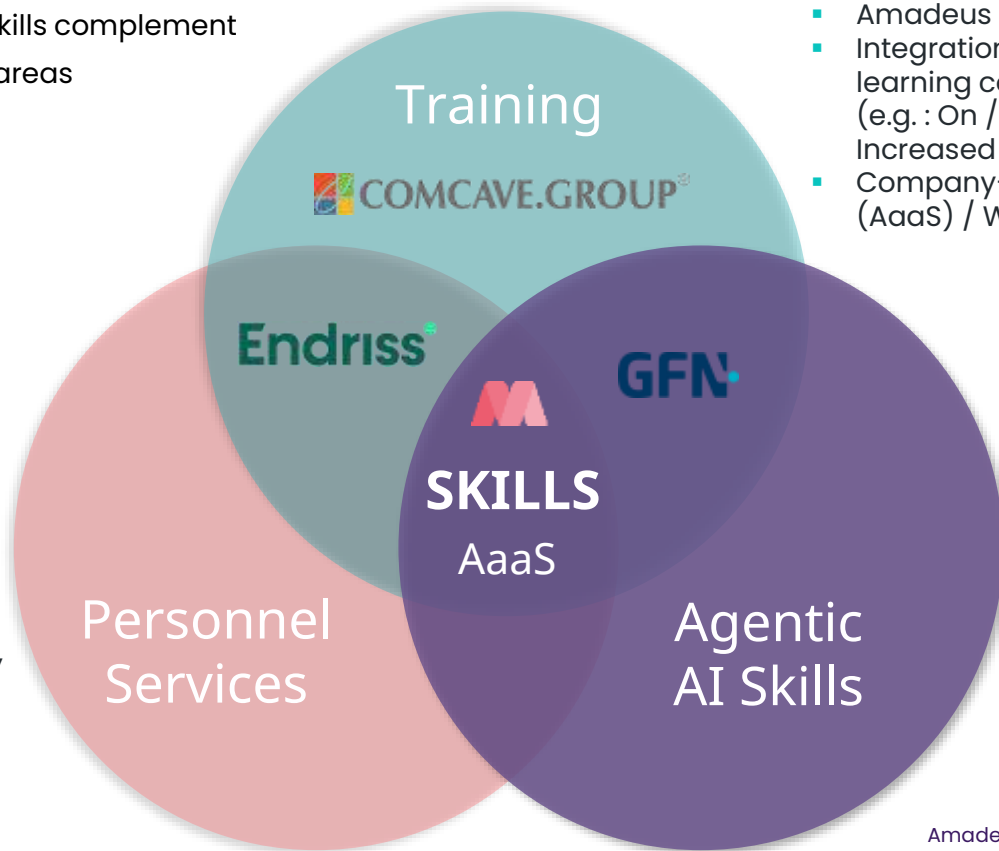 kills complement
areas
Amadeus
Integration
learning
(e.g. : On /
Increased
Company-
(AaaS) /
Training
COMCAVE.GROUP®
Endriss
GFN
SKILLS
AaaS
Personnel
Services
Agentic
AI Skills
Amade